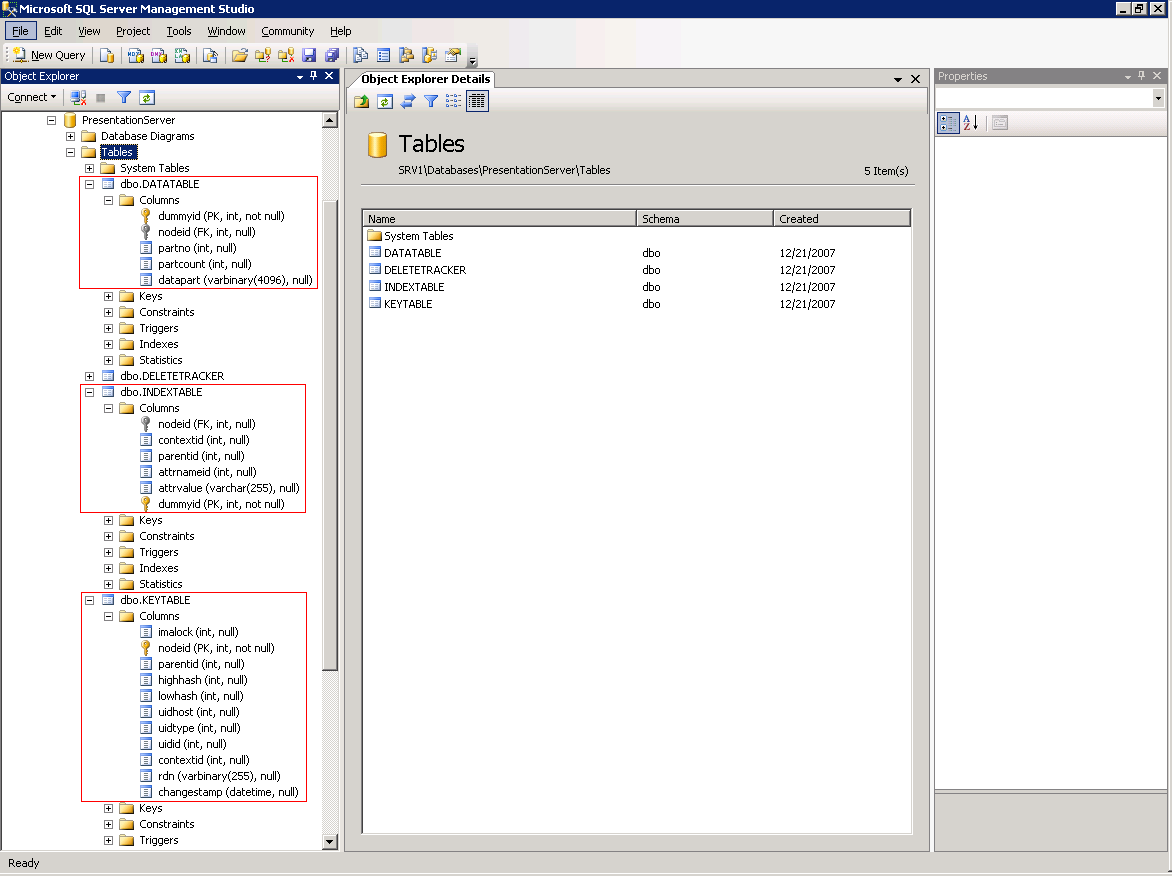 Microsoft SQL Server Management Studio
File Edit View Project Tools Window Community Help
New Query
Object Explorer
Connect
PresentationServer
Database Diagrams
Tables
System Tables
dbo.DATATABLE
Columns
dummyid (PK, int, not null)
nodeid (FK, int, null)
partno (int, null)
partcount (int, null)
datapart (varbinary(4096), null)
Keys
Constraints
Triggers
Indexes
Statistics
dbo.DELETETRACKER
dbo.INDEXTABLE
Columns
nodeid (FK, int, null)
contextid (int, null)
parentid (int, null)
attrnameid (int, null)
attrvalue (varchar(255), null)
dummyid (PK, int, not null)
Keys
Constraints
Triggers
Indexes
Statistics
dbo.KEYTABLE
Columns
imalock (int, null)
nodeid (PK, int, not null)
parentid (int, null)
highhash (int, null)
lowhash (int, null)
uidhost (int, null)
uidtype (int, null)
uidid (int, null)
contextid (int, null)
rdn (varbinary(255), null)
changestamp (datetime, null)
Keys
Constraints
Triggers
Object Explorer Details
Tables
SRV1\Databases\PresentationServer\Tables 5 Item(s)
Name Schema Created
System Tables
DATATABLE dbo 12/21/2007
DELETETRACKER dbo 12/21/2007
INDEXTABLE dbo 12/21/2007
KEYTABLE dbo 12/21/2007
Properties
Ready